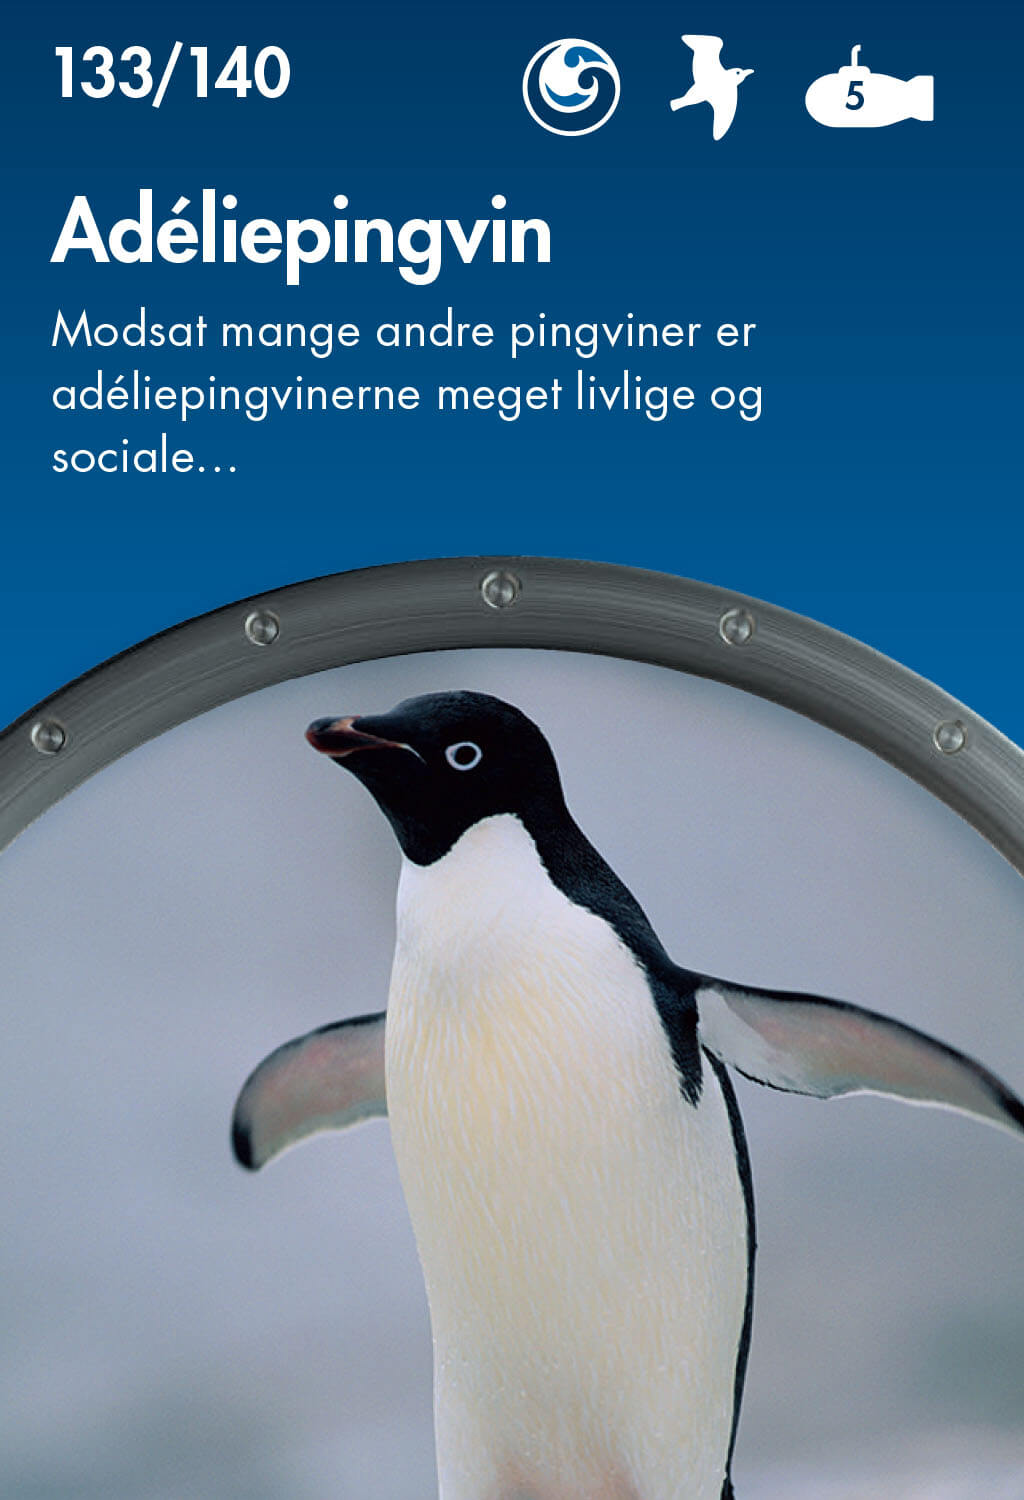 133/140
5
Adéliepingvin
Modsat mange andre pingviner er
adéliepingvinerne meget livlige og
sociale...